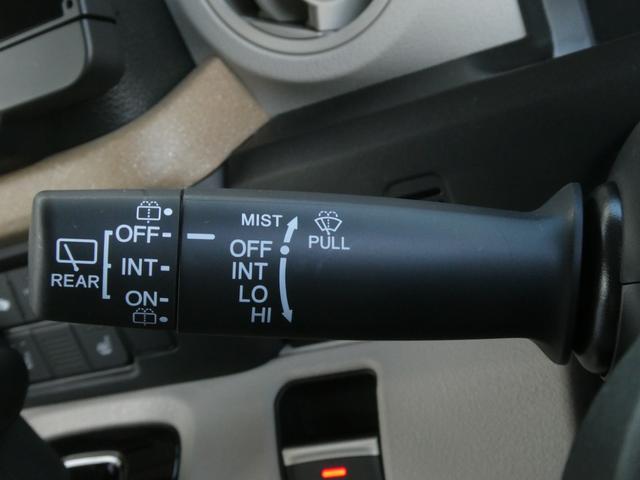 REAR
OFF
INT
ON
MIST
OFF
INT
LO
HI
PULL